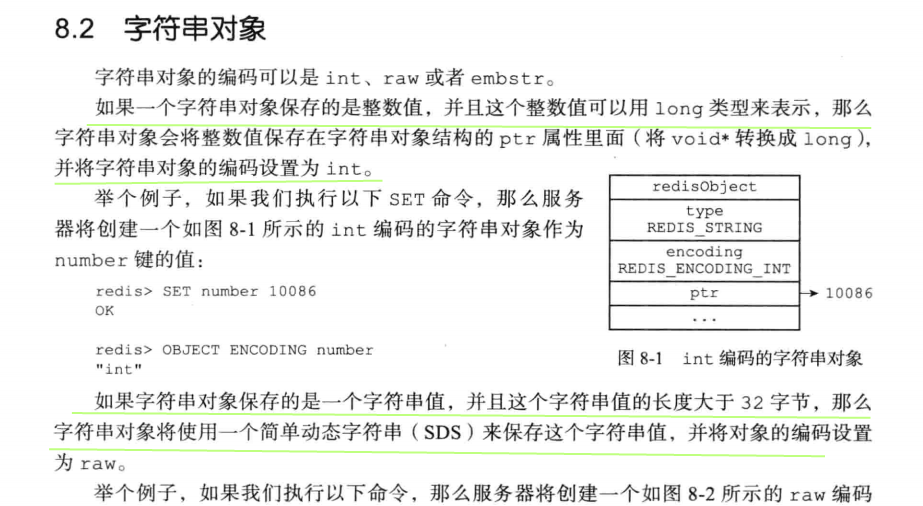 8.2 字符串对象
字符串对象的编码可以是 int、raw 或者 embstr。
如果一个字符串对象保存的是整数值，并且这个整数值可以用 long 类型来表示，那么
字符串对象会将整数值保存在字符串对象结构的 ptr 属性里面（将 void* 转换成 long），
并将字符串对象的编码设置为 int。
举个例子，如果我们执行以下 SET 命令，那么服务
器将创建一个如图 8-1 所示的 int 编码的字符串对象作为
number 键的值：
redis> SET number 10086
OK
redis> OBJECT ENCODING number
"int"
redisObject
type
REDIS_STRING
encoding
REDIS_ENCODING_INT
ptr
10086
...
图 8-1 int 编码的字符串对象
如果字符串对象保存的是一个字符串值，并且这个字符串值的长度大于 32 字节，那么
字符串对象将使用一个简单动态字符串（SDS）来保存这个字符串值，并将对象的编码设置
为 raw。
举个例子，如果我们执行以下命令，那么服务器将创建一个如图 8-2 所示的 raw 编码